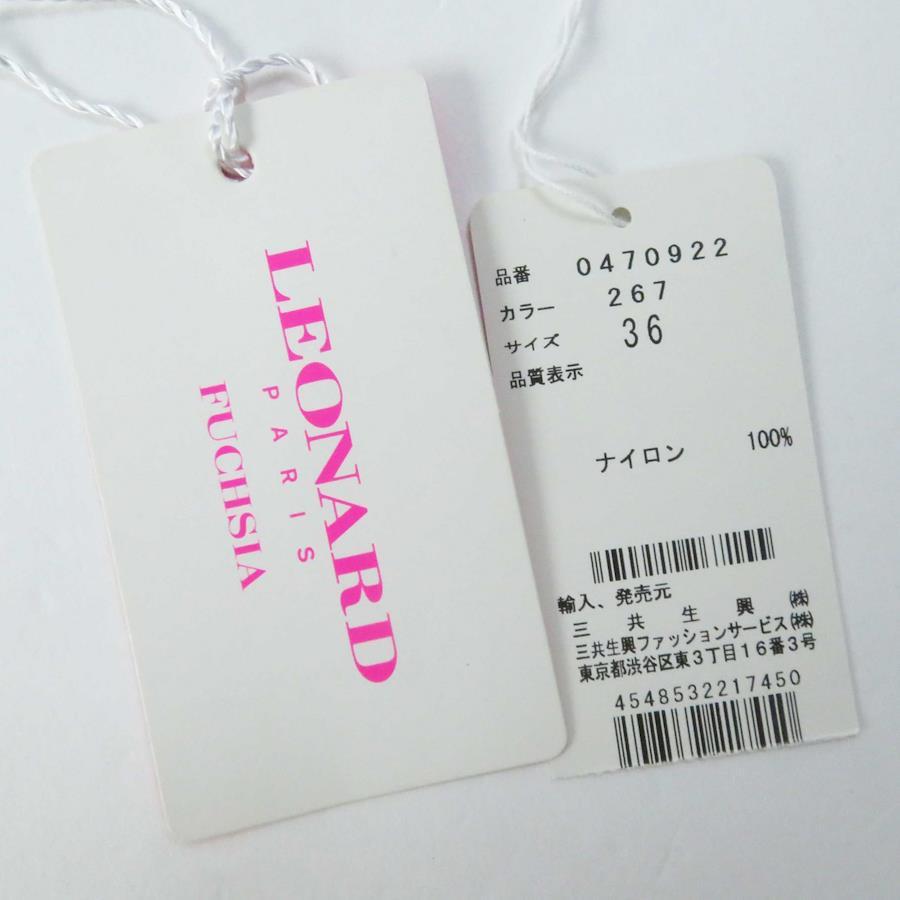 LEONARD
PARIS
FUCHSIA
品番 0470922
カラー 267
サイズ 36
品質表示
ナイロン 100%
輸入、発売元
三共生興㈱
三共生興ファッションサービス㈱
東京都渋谷区東3丁目16番3号
4548532217450